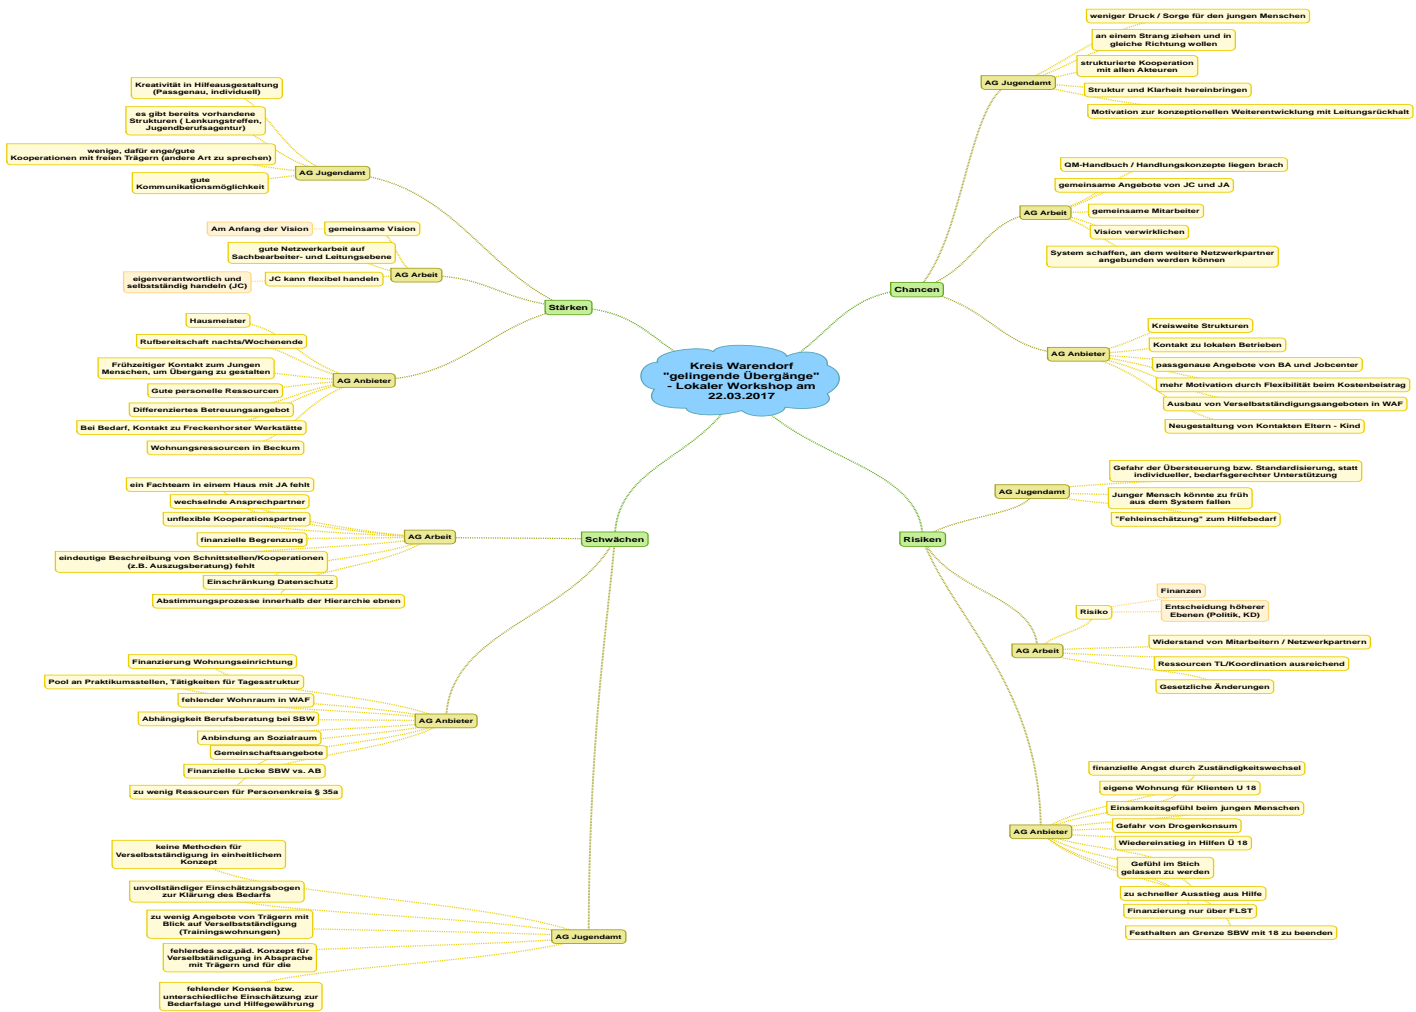 Kreis Warendorf
"gelingende Übergänge"
- Lokaler Workshop am
22.03.2017
Stärken
AG Jugendamt
Kreativität in Hilfeausgestaltung
(Passgenau, individuell)
es gibt bereits vorhandene
Strukturen ( Lenkungstreffen,
Jugendberufsagentur)
wenige, dafür enge/gute
Kooperationen mit freien Trägern (andere Art zu sprechen)
gute
Kommunikationsmöglichkeit
AG Arbeit
gemeinsame Vision
Am Anfang der Vision
gute Netzwerkarbeit auf
Sachbearbeiter- und Leitungsebene
JC kann flexibel handeln
eigenverantwortlich und
selbstständig handeln (JC)
AG Anbieter
Hausmeister
Rufbereitschaft nachts/Wochenende
Frühzeitiger Kontakt zum Jungen
Menschen, um Übergang zu gestalten
Gute personelle Ressourcen
Differenziertes Betreuungsangebot
Bei Bedarf, Kontakt zu Freckenhorster Werkstätte
Wohnungsressourcen in Beckum
Schwächen
AG Arbeit
ein Fachteam in einem Haus mit JA fehlt
wechselnde Ansprechpartner
unflexible Kooperationspartner
finanzielle Begrenzung
eindeutige Beschreibung von Schnittstellen/Kooperationen
(z.B. Auszugsberatung) fehlt
Einschränkung Datenschutz
Abstimmungsprozesse innerhalb der Hierarchie ebnen
AG Anbieter
Finanzierung Wohnungseinrichtung
Pool an Praktikumsstellen, Tätigkeiten für Tagesstruktur
fehlender Wohnraum in WAF
Abhängigkeit Berufsberatung bei SBW
Anbindung an Sozialraum
Gemeinschaftsangebote
Finanzielle Lücke SBW vs. AB
zu wenig Ressourcen für Personenkreis § 35a
AG Jugendamt
keine Methoden für
Verselbstständigung in einheitlichem
Konzept
unvollständiger Einschätzungsbogen
zur Klärung des Bedarfs
zu wenig Angebote von Trägern mit
Blick auf Verselbstständigung
(Trainingswohnungen)
fehlendes soz.päd. Konzept für
Verselbständigung in Absprache
mit Trägern und für die
fehlender Konsens bzw.
unterschiedliche Einschätzung zur
Bedarfslage und Hilfegewährung
Chancen
AG Jugendamt
weniger Druck / Sorge für den jungen Menschen
an einem Strang ziehen und in
gleiche Richtung wollen
strukturierte Kooperation
mit allen Akteuren
Struktur und Klarheit hereinbringen
Motivation zur konzeptionellen Weiterentwicklung mit Leitungsrückhalt
AG Arbeit
QM-Handbuch / Handlungskonzepte liegen brach
gemeinsame Angebote von JC und JA
gemeinsame Mitarbeiter
Vision verwirklichen
System schaffen, an dem weitere Netzwerkpartner
angebunden werden können
AG Anbieter
Kreisweite Strukturen
Kontakt zu lokalen Betrieben
passgenaue Angebote von BA und Jobcenter
mehr Motivation durch Flexibilität beim Kostenbeistrag
Ausbau von Verselbstständigungsangeboten in WAF
Neugestaltung von Kontakten Eltern - Kind
Risiken
AG Jugendamt
Gefahr der Übersteuerung bzw. Standardisierung, statt
individueller, bedarfsgerechter Unterstützung
Junger Mensch könnte zu früh
aus dem System fallen
"Fehleinschätzung" zum Hilfebedarf
AG Arbeit
Risiko
Finanzen
Entscheidung höherer
Ebenen (Politik, KD)
Widerstand von Mitarbeitern / Netzwerkpartnern
Ressourcen TL/Koordination ausreichend
Gesetzliche Änderungen
AG Anbieter
finanzielle Angst durch Zuständigkeitswechsel
eigene Wohnung für Klienten U 18
Einsamkeitsgefühl beim jungen Menschen
Gefahr von Drogenkonsum
Wiedereinstieg in Hilfen Ü 18
Gefühl im Stich
gelassen zu werden
zu schneller Ausstieg aus Hilfe
Finanzierung nur über FLST
Festhalten an Grenze SBW mit 18 zu beenden